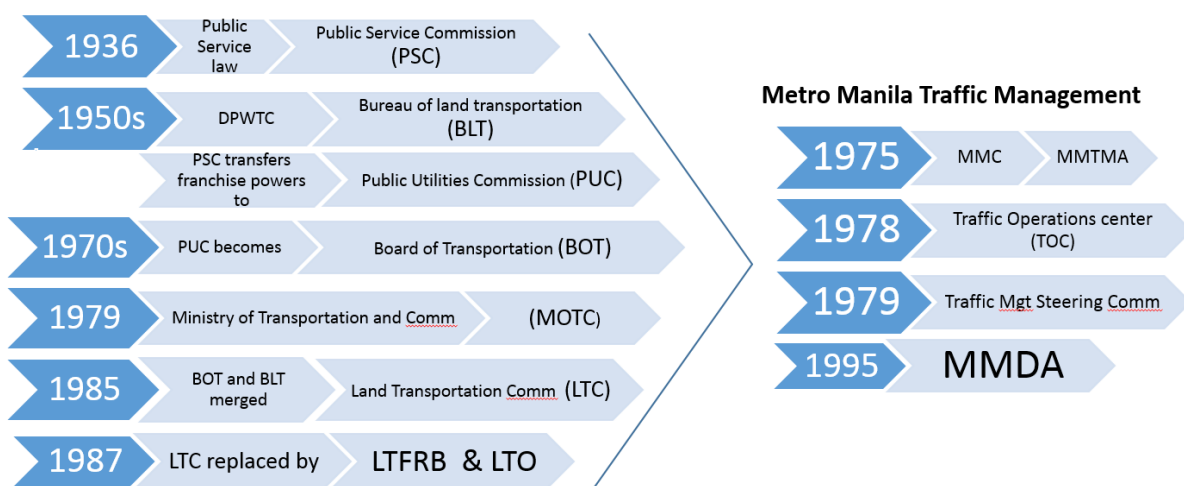 1936
Public
Service
law
Public Service Commission
(PSC)
1950s
DPWTC
Bureau of land transportation
(BLT)
PSC transfers
franchise powers
to
Public Utilities Commission (PUC)
1970s
PUC becomes
Board of Transportation (BOT)
1979
Ministry of Transportation and Comm
(MOTC)
1985
BOT and BLT
merged
Land Transportation Comm (LTC)
1987
LTC replaced by
LTFRB & LTO
Metro Manila Traffic Management
1975
MMC
MMTMA
1978
Traffic Operations center
(TOC)
1979
Traffic Mgt Steering Comm
1995
MMDA